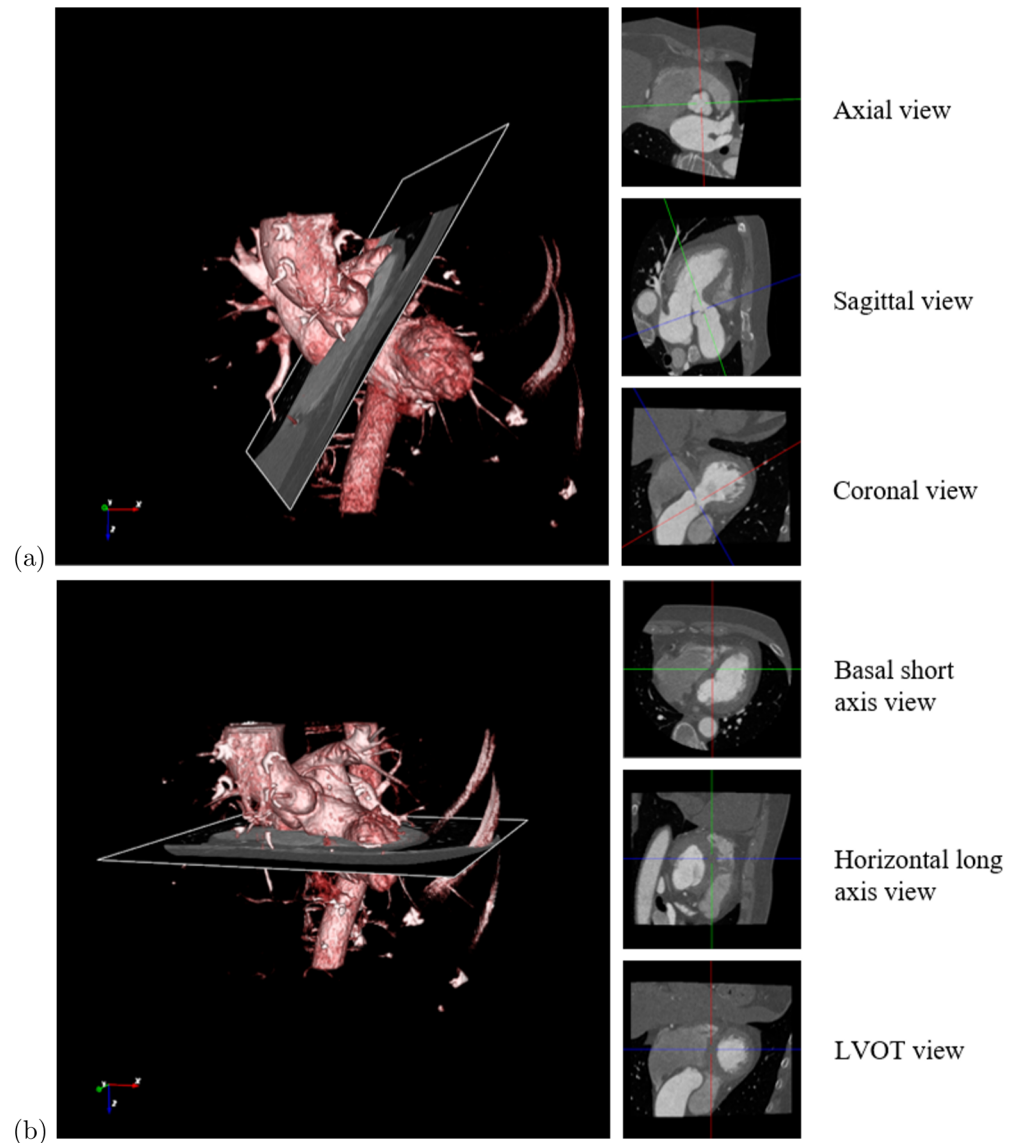 Axial view
Sagittal view
Coronal view
(a)
Basal short
axis view
Horizontal long
axis view
LVOT view
(b)